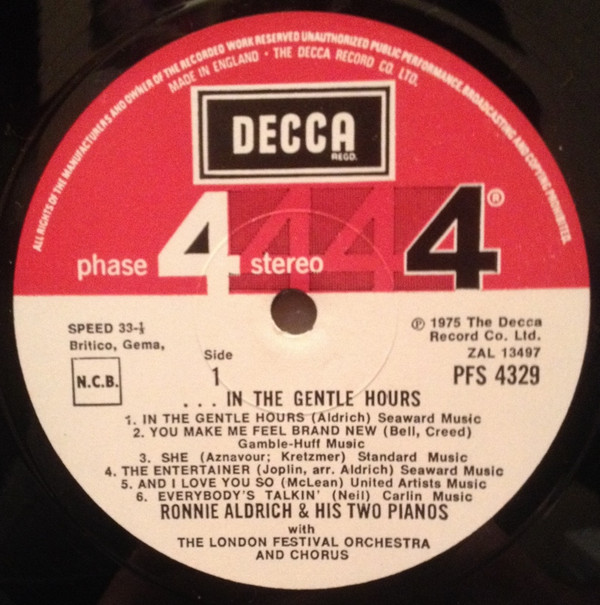 ALL RIGHTS OF THE MANUFACTURERS AND OWNER OF THE RECORDED WORK RESERVED UNAUTHORIZED PUBLIC PERFORMANCE, BROADCASTING AND COPYING PROHIBITED.
MADE IN ENGLAND · THE DECCA RECORD CO. LTD.
DECCA
REGD.
phase 4 stereo 4 4 4 ®
SPEED 33-⅓
Britico, Gema,
N.C.B.
Side
1
℗ 1975 The Decca
Record Co. Ltd.
ZAL 13497
PFS 4329
. . . IN THE GENTLE HOURS
1. IN THE GENTLE HOURS (Aldrich) Seaward Music
2. YOU MAKE ME FEEL BRAND NEW (Bell, Creed)
Gamble-Huff Music
3. SHE (Aznavour; Kretzmer) Standard Music
4. THE ENTERTAINER (Joplin, arr. Aldrich) Seaward Music
5. AND I LOVE YOU SO (McLean) United Artists Music
6. EVERYBODY'S TALKIN' (Neil) Carlin Music
RONNIE ALDRICH & HIS TWO PIANOS
with
THE LONDON FESTIVAL ORCHESTRA
AND CHORUS